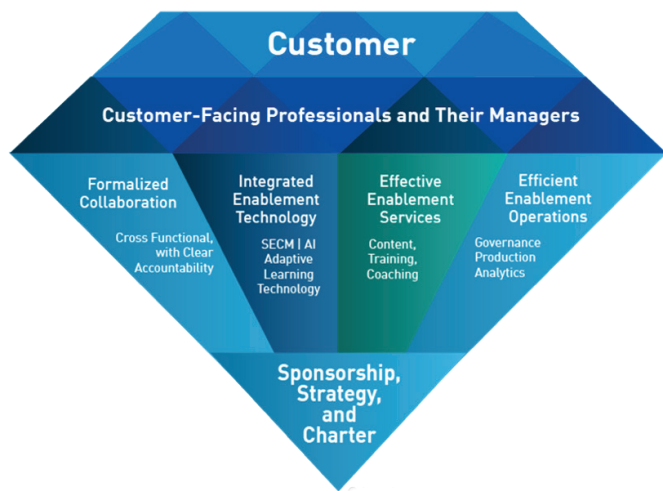 Customer
Customer-Facing Professionals and Their Managers
Formalized
Collaboration
Cross Functional,
with Clear
Accountability
Integrated
Enablement
Technology
SECM | AI
Adaptive
Learning
Technology
Effective
Enablement
Services
Content,
Training,
Coaching
Efficient
Enablement
Operations
Governance
Production
Analytics
Sponsorship,
Strategy,
and
Charter